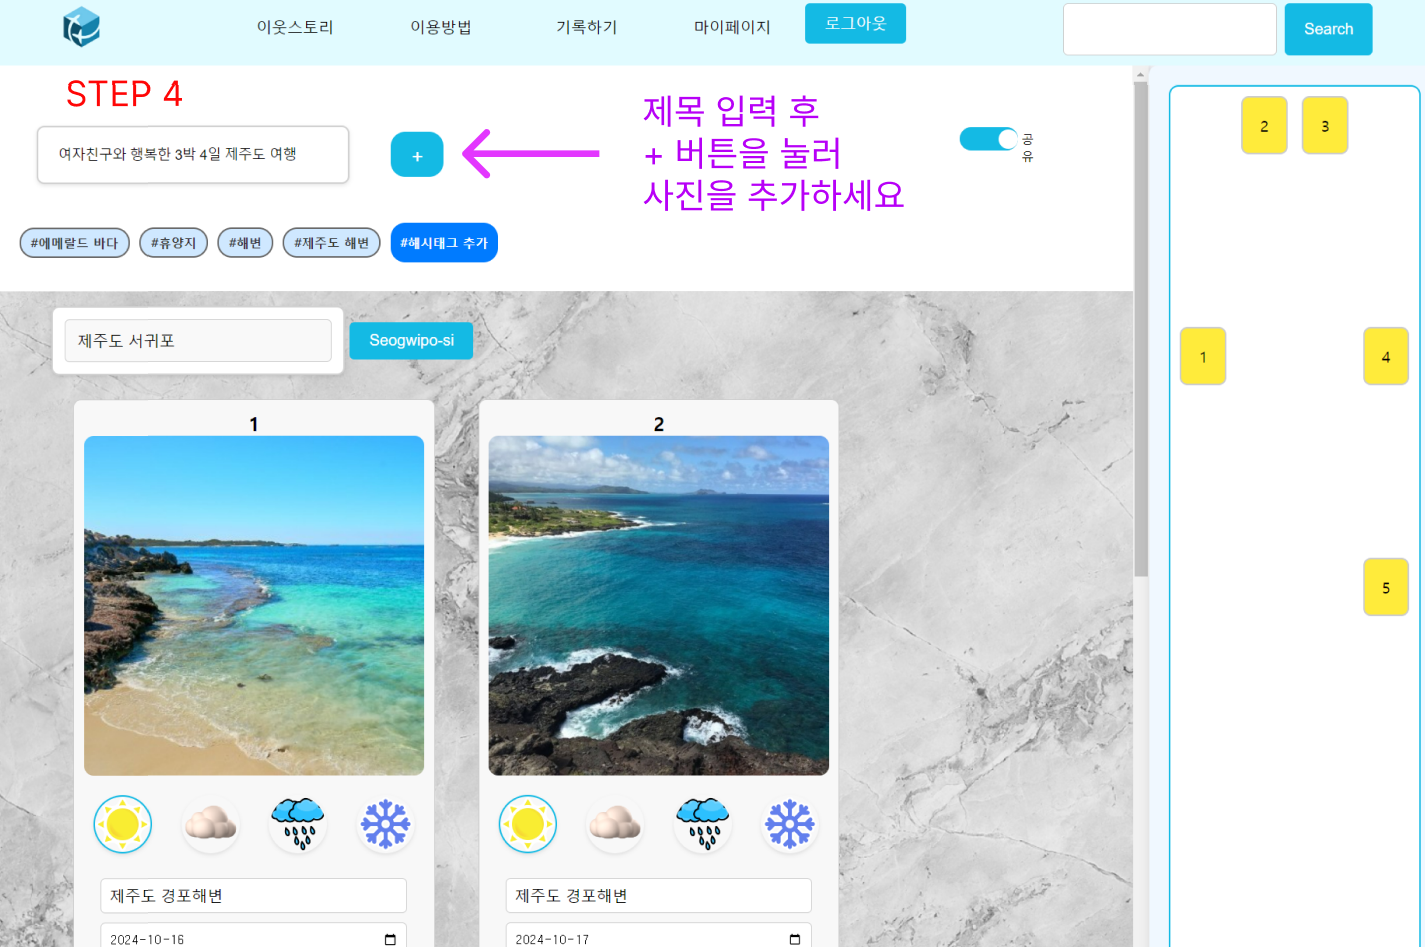 이웃스토리
이용방법
기록하기
마이페이지
로그아웃
Search
STEP 4
제목 입력 후
+ 버튼을 눌러
사진을 추가하세요
여자친구와 행복한 3박 4일 제주도 여행
+
공
유
#에메랄드 바다
#휴양지
#해변
#제주도 해변
#해시태그 추가
제주도 서귀포
Seogwipo-si
1
제주도 경포해변
2024-10-16
2
제주도 경포해변
2024-10-17
2
3
1
4
5